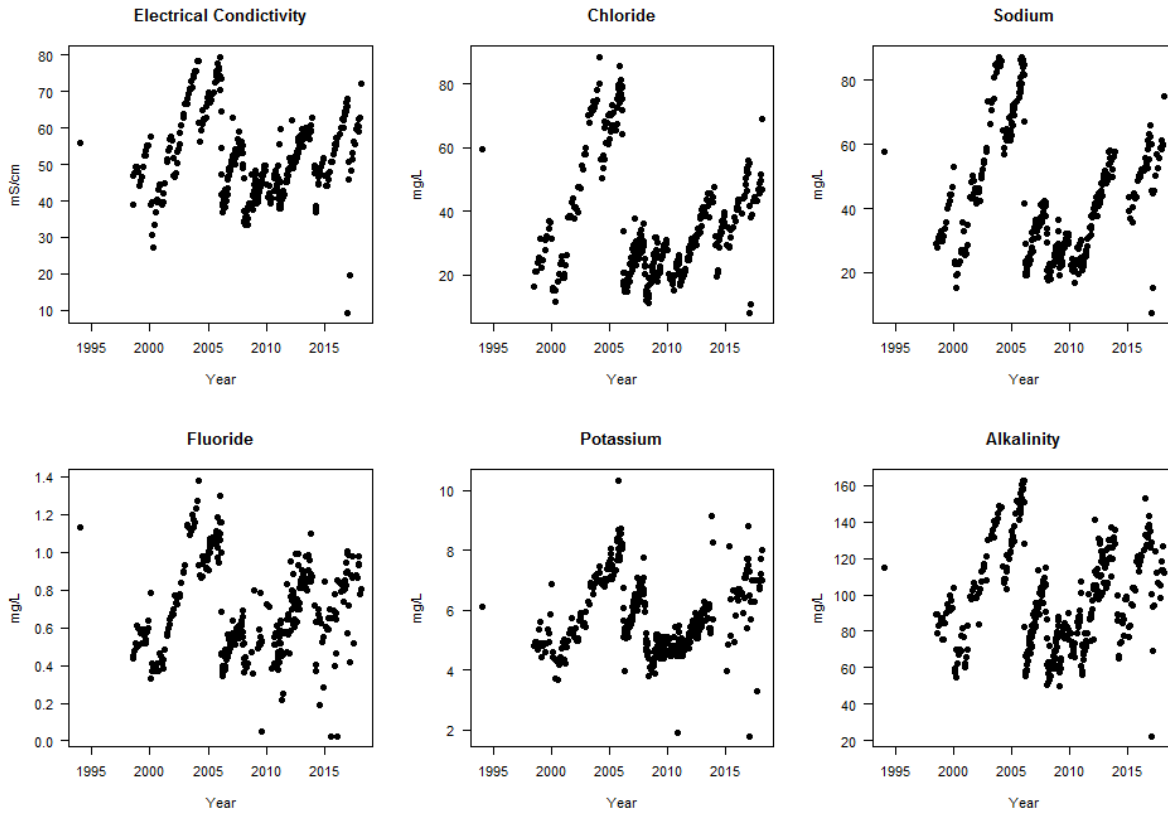 Electrical Condictivity
80
70
60
50
40
30
20
10
mS/cm
1995 2000 2005 2010 2015
Year
Chloride
80
60
40
20
mg/L
1995 2000 2005 2010 2015
Year
Sodium
80
60
40
20
mg/L
1995 2000 2005 2010 2015
Year
Fluoride
1.4
1.2
1.0
0.8
0.6
0.4
0.2
0.0
mg/L
1995 2000 2005 2010 2015
Year
Potassium
10
8
6
4
2
mg/L
1995 2000 2005 2010 2015
Year
Alkalinity
160
140
120
100
80
60
40
20
mg/L
1995 2000 2005 2010 2015
Year